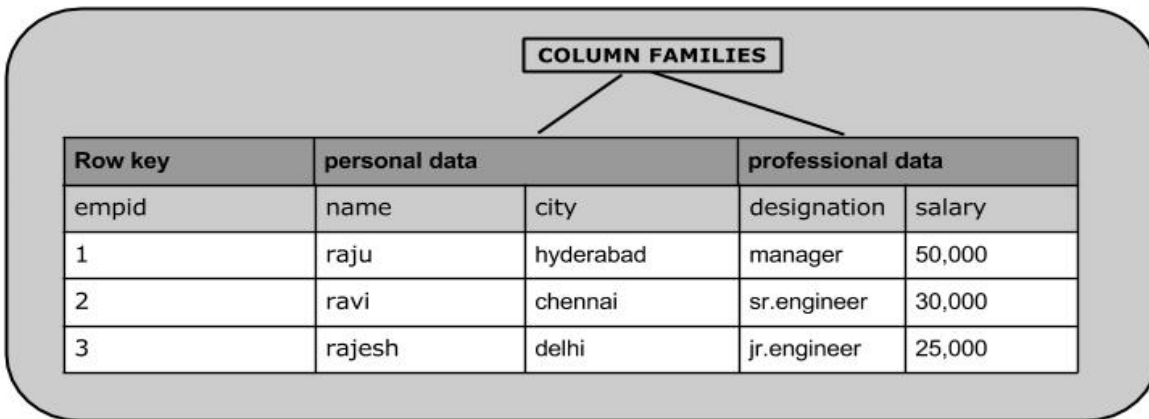 COLUMN FAMILIES
Row key personal data professional data
empid name city designation salary
1 raju hyderabad manager 50,000
2 ravi chennai sr.engineer 30,000
3 rajesh delhi jr.engineer 25,000